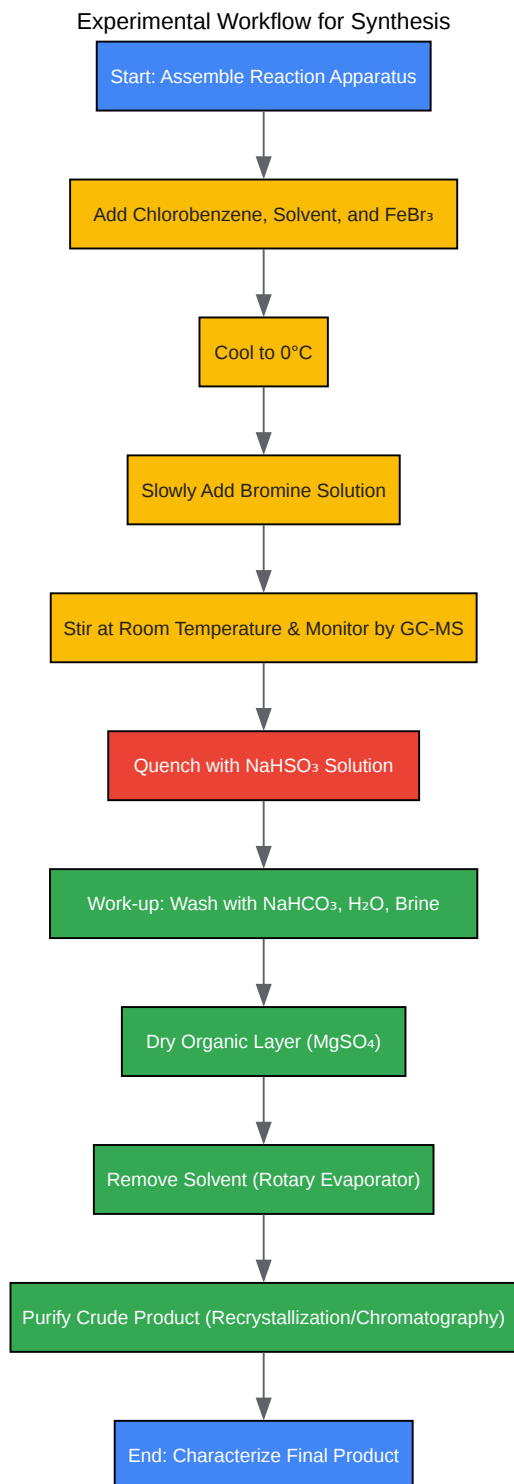 Experimental Workflow for Synthesis
Start: Assemble Reaction Apparatus
Add Chlorobenzene, Solvent, and FeBr₃
Cool to 0°C
Slowly Add Bromine Solution
Stir at Room Temperature & Monitor by GC-MS
Quench with NaHSO₃ Solution
Work-up: Wash with NaHCO₃, H₂O, Brine
Dry Organic Layer (MgSO₄)
Remove Solvent (Rotary Evaporator)
Purify Crude Product (Recrystallization/Chromatography)
End: Characterize Final Product